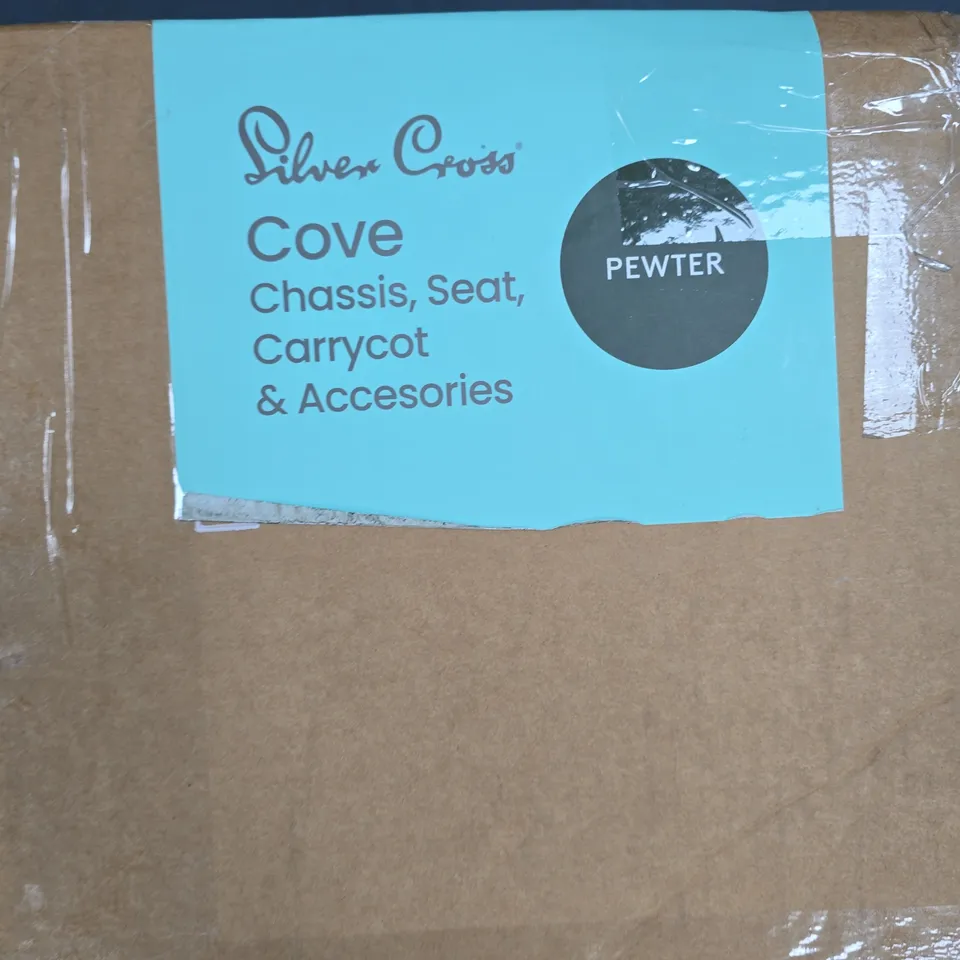 Silver Cross®
Cove
Chassis, Seat,
Carrycot
& Accesories
PEWTER